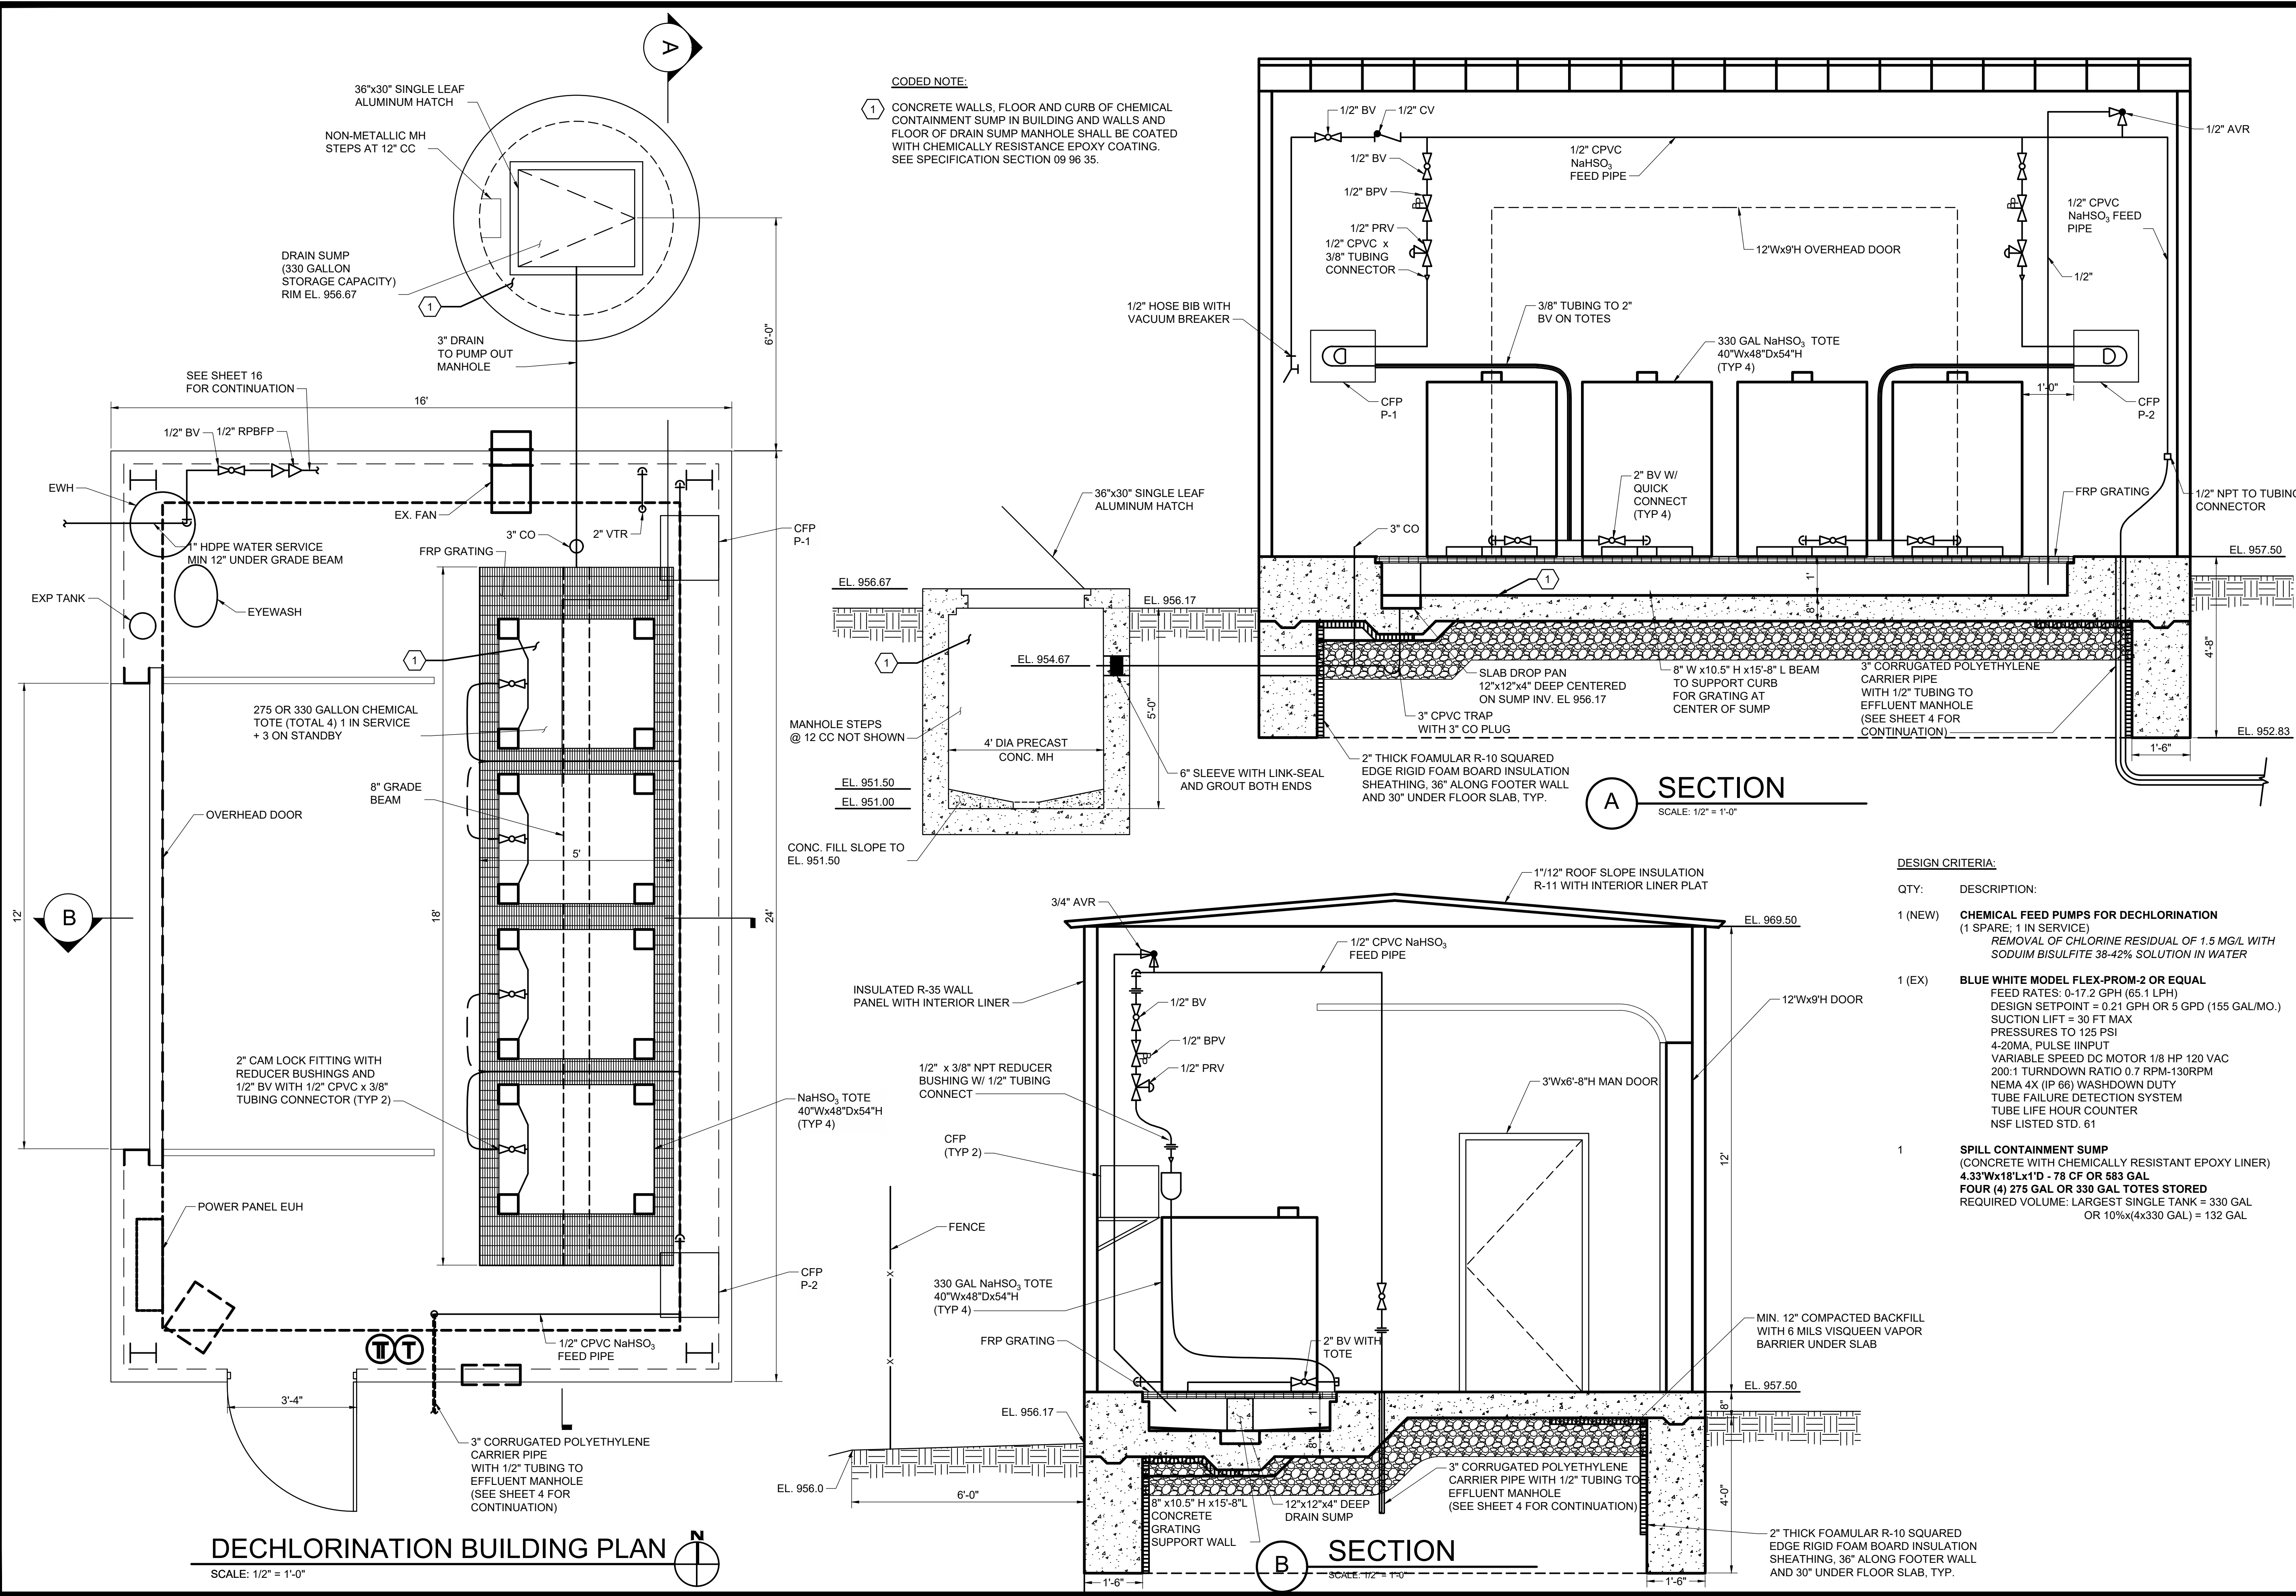 A
36"x30" SINGLE LEAF
ALUMINUM HATCH
NON-METALLIC MH
STEPS AT 12" CC
DRAIN SUMP
(330 GALLON
STORAGE CAPACITY)
RIM EL. 956.67
1
3" DRAIN
TO PUMP OUT
MANHOLE
6'-0"
SEE SHEET 16
FOR CONTINUATION
16'
1/2" BV
1/2" RPBFP
EWH
EX. FAN
3" CO
2" VTR
CFP
P-1
1" HDPE WATER SERVICE
MIN 12" UNDER GRADE BEAM
FRP GRATING
EXP TANK
EYEWASH
1
275 OR 330 GALLON CHEMICAL
TOTE (TOTAL 4) 1 IN SERVICE
+ 3 ON STANDBY
8" GRADE
BEAM
OVERHEAD DOOR
5'
B
12'
18'
24'
2" CAM LOCK FITTING WITH
REDUCER BUSHINGS AND
1/2" BV WITH 1/2" CPVC x 3/8"
TUBING CONNECTOR (TYP 2)
NaHSO3 TOTE
40"Wx48"Dx54"H
(TYP 4)
POWER PANEL EUH
CFP
P-2
T T
1/2" CPVC NaHSO3
FEED PIPE
3'-4"
3" CORRUGATED POLYETHYLENE
CARRIER PIPE
WITH 1/2" TUBING TO
EFFLUENT MANHOLE
(SEE SHEET 4 FOR
CONTINUATION)
DECHLORINATION BUILDING PLAN
SCALE: 1/2" = 1'-0"
N
CODED NOTE:
1 CONCRETE WALLS, FLOOR AND CURB OF CHEMICAL
CONTAINMENT SUMP IN BUILDING AND WALLS AND
FLOOR OF DRAIN SUMP MANHOLE SHALL BE COATED
WITH CHEMICALLY RESISTANCE EPOXY COATING.
SEE SPECIFICATION SECTION 09 96 35.
1/2" BV
1/2" CV
1/2" AVR
1/2" BV
1/2" CPVC
NaHSO3
FEED PIPE
1/2" BPV
1/2" CPVC
NaHSO3 FEED
PIPE
1/2" PRV
1/2" CPVC x
3/8" TUBING
CONNECTOR
12'Wx9'H OVERHEAD DOOR
1/2"
1/2" HOSE BIB WITH
VACUUM BREAKER
3/8" TUBING TO 2"
BV ON TOTES
330 GAL NaHSO3 TOTE
40"Wx48"Dx54"H
(TYP 4)
1'-0"
CFP
P-1
CFP
P-2
2" BV W/
QUICK
CONNECT
(TYP 4)
FRP GRATING
1/2" NPT TO TUBING
CONNECTOR
36"x30" SINGLE LEAF
ALUMINUM HATCH
3" CO
EL. 957.50
EL. 956.67
EL. 956.17
1
1'
8"
1
EL. 954.67
4'-8"
SLAB DROP PAN
12"x12"x4" DEEP CENTERED
ON SUMP INV. EL 956.17
8" W x10.5" H x15'-8" L BEAM
TO SUPPORT CURB
FOR GRATING AT
CENTER OF SUMP
3" CORRUGATED POLYETHYLENE
CARRIER PIPE
WITH 1/2" TUBING TO
EFFLUENT MANHOLE
(SEE SHEET 4 FOR
CONTINUATION)
5'-0"
MANHOLE STEPS
@ 12 CC NOT SHOWN
3" CPVC TRAP
WITH 3" CO PLUG
EL. 952.83
4' DIA PRECAST
CONC. MH
1'-6"
6" SLEEVE WITH LINK-SEAL
AND GROUT BOTH ENDS
2" THICK FOAMULAR R-10 SQUARED
EDGE RIGID FOAM BOARD INSULATION
SHEATHING, 36" ALONG FOOTER WALL
AND 30" UNDER FLOOR SLAB, TYP.
EL. 951.50
EL. 951.00
A
SECTION
SCALE: 1/2" = 1'-0"
CONC. FILL SLOPE TO
EL. 951.50
1"/12" ROOF SLOPE INSULATION
R-11 WITH INTERIOR LINER PLAT
3/4" AVR
EL. 969.50
1/2" CPVC NaHSO3
FEED PIPE
INSULATED R-35 WALL
PANEL WITH INTERIOR LINER
1/2" BV
12'Wx9'H DOOR
1/2" BPV
1/2" x 3/8" NPT REDUCER
BUSHING W/ 1/2" TUBING
CONNECT
1/2" PRV
3'Wx6'-8"H MAN DOOR
CFP
(TYP 2)
12'
FENCE
X
X
330 GAL NaHSO3 TOTE
40"Wx48"Dx54"H
(TYP 4)
FRP GRATING
2" BV WITH
TOTE
MIN. 12" COMPACTED BACKFILL
WITH 6 MILS VISQUEEN VAPOR
BARRIER UNDER SLAB
EL. 957.50
EL. 956.17
1'
8"
8"
EL. 956.0
6'-0"
3" CORRUGATED POLYETHYLENE
CARRIER PIPE WITH 1/2" TUBING TO
EFFLUENT MANHOLE
(SEE SHEET 4 FOR CONTINUATION)
4'-0"
8" x10.5" H x15'-8"L
CONCRETE
GRATING
SUPPORT WALL
12"x12"x4" DEEP
DRAIN SUMP
2" THICK FOAMULAR R-10 SQUARED
EDGE RIGID FOAM BOARD INSULATION
SHEATHING, 36" ALONG FOOTER WALL
AND 30" UNDER FLOOR SLAB, TYP.
B
SECTION
SCALE: 1/2" = 1'-0"
1'-6"
1'-6"
DESIGN CRITERIA:
QTY: DESCRIPTION:
1 (NEW) CHEMICAL FEED PUMPS FOR DECHLORINATION
(1 SPARE; 1 IN SERVICE)
REMOVAL OF CHLORINE RESIDUAL OF 1.5 MG/L WITH
SODUIM BISULFITE 38-42% SOLUTION IN WATER
1 (EX) BLUE WHITE MODEL FLEX-PROM-2 OR EQUAL
FEED RATES: 0-17.2 GPH (65.1 LPH)
DESIGN SETPOINT = 0.21 GPH OR 5 GPD (155 GAL/MO.)
SUCTION LIFT = 30 FT MAX
PRESSURES TO 125 PSI
4-20MA, PULSE IINPUT
VARIABLE SPEED DC MOTOR 1/8 HP 120 VAC
200:1 TURNDOWN RATIO 0.7 RPM-130RPM
NEMA 4X (IP 66) WASHDOWN DUTY
TUBE FAILURE DETECTION SYSTEM
TUBE LIFE HOUR COUNTER
NSF LISTED STD. 61
1 SPILL CONTAINMENT SUMP
(CONCRETE WITH CHEMICALLY RESISTANT EPOXY LINER)
4.33'Wx18'Lx1'D - 78 CF OR 583 GAL
FOUR (4) 275 GAL OR 330 GAL TOTES STORED
REQUIRED VOLUME: LARGEST SINGLE TANK = 330 GAL
OR 10%x(4x330 GAL) = 132 GAL